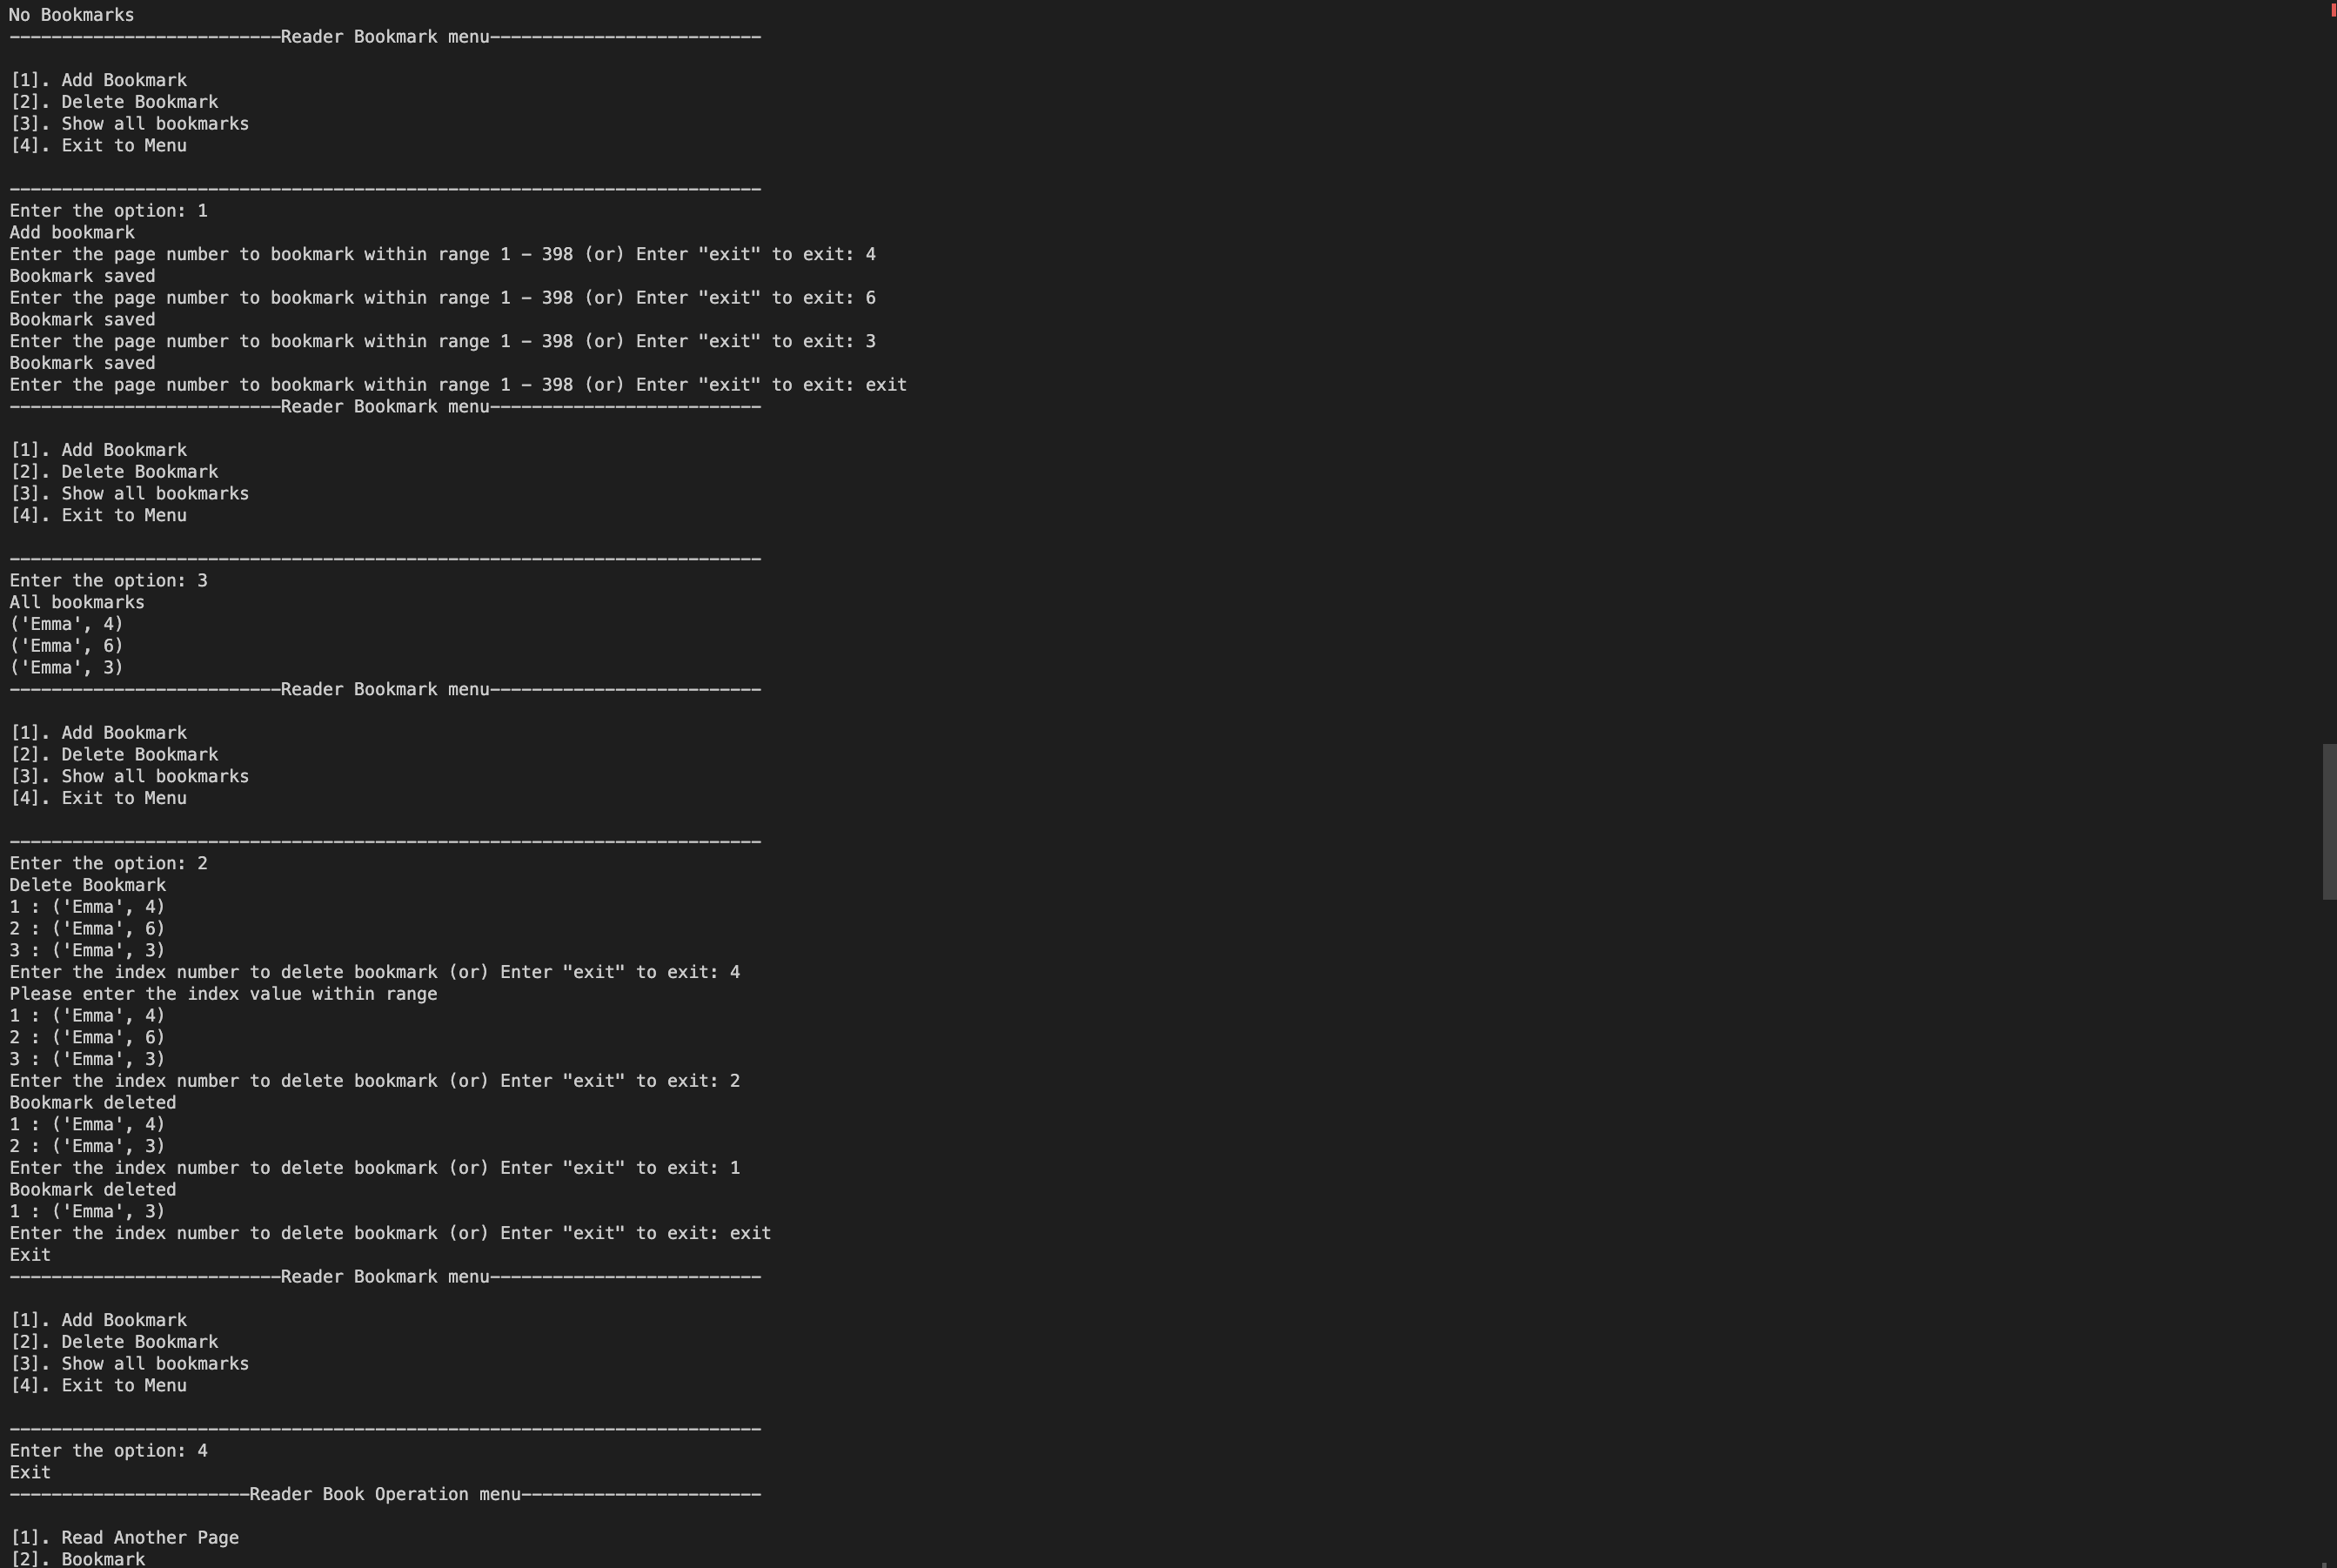 No Bookmarks
--------------------------Reader Bookmark menu--------------------------
[1]. Add Bookmark
[2]. Delete Bookmark
[3]. Show all bookmarks
[4]. Exit to Menu
------------------------------------------------------------------------
Enter the option: 1
Add bookmark
Enter the page number to bookmark within range 1 - 398 (or) Enter "exit" to exit: 4
Bookmark saved
Enter the page number to bookmark within range 1 - 398 (or) Enter "exit" to exit: 6
Bookmark saved
Enter the page number to bookmark within range 1 - 398 (or) Enter "exit" to exit: 3
Bookmark saved
Enter the page number to bookmark within range 1 - 398 (or) Enter "exit" to exit: exit
--------------------------Reader Bookmark menu--------------------------
[1]. Add Bookmark
[2]. Delete Bookmark
[3]. Show all bookmarks
[4]. Exit to Menu
------------------------------------------------------------------------
Enter the option: 3
All bookmarks
('Emma', 4)
('Emma', 6)
('Emma', 3)
--------------------------Reader Bookmark menu--------------------------
[1]. Add Bookmark
[2]. Delete Bookmark
[3]. Show all bookmarks
[4]. Exit to Menu
------------------------------------------------------------------------
Enter the option: 2
Delete Bookmark
1 : ('Emma', 4)
2 : ('Emma', 6)
3 : ('Emma', 3)
Enter the index number to delete bookmark (or) Enter "exit" to exit: 4
Please enter the index value within range
1 : ('Emma', 4)
2 : ('Emma', 6)
3 : ('Emma', 3)
Enter the index number to delete bookmark (or) Enter "exit" to exit: 2
Bookmark deleted
1 : ('Emma', 4)
2 : ('Emma', 3)
Enter the index number to delete bookmark (or) Enter "exit" to exit: 1
Bookmark deleted
1 : ('Emma', 3)
Enter the index number to delete bookmark (or) Enter "exit" to exit: exit
Exit
--------------------------Reader Bookmark menu--------------------------
[1]. Add Bookmark
[2]. Delete Bookmark
[3]. Show all bookmarks
[4]. Exit to Menu
------------------------------------------------------------------------
Enter the option: 4
Exit
-----------------------Reader Book Operation menu-----------------------
[1]. Read Another Page
[2]. Bookmark